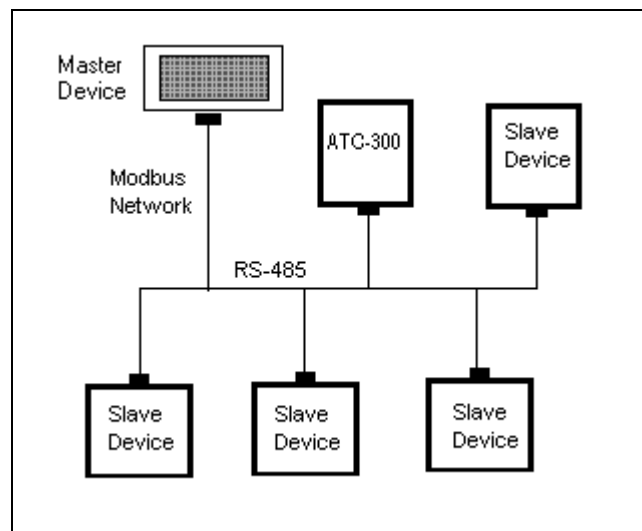 Master
Device
ATC-300
Slave
Device
Modbus
Network
RS-485
Slave
Device
Slave
Device
Slave
Device